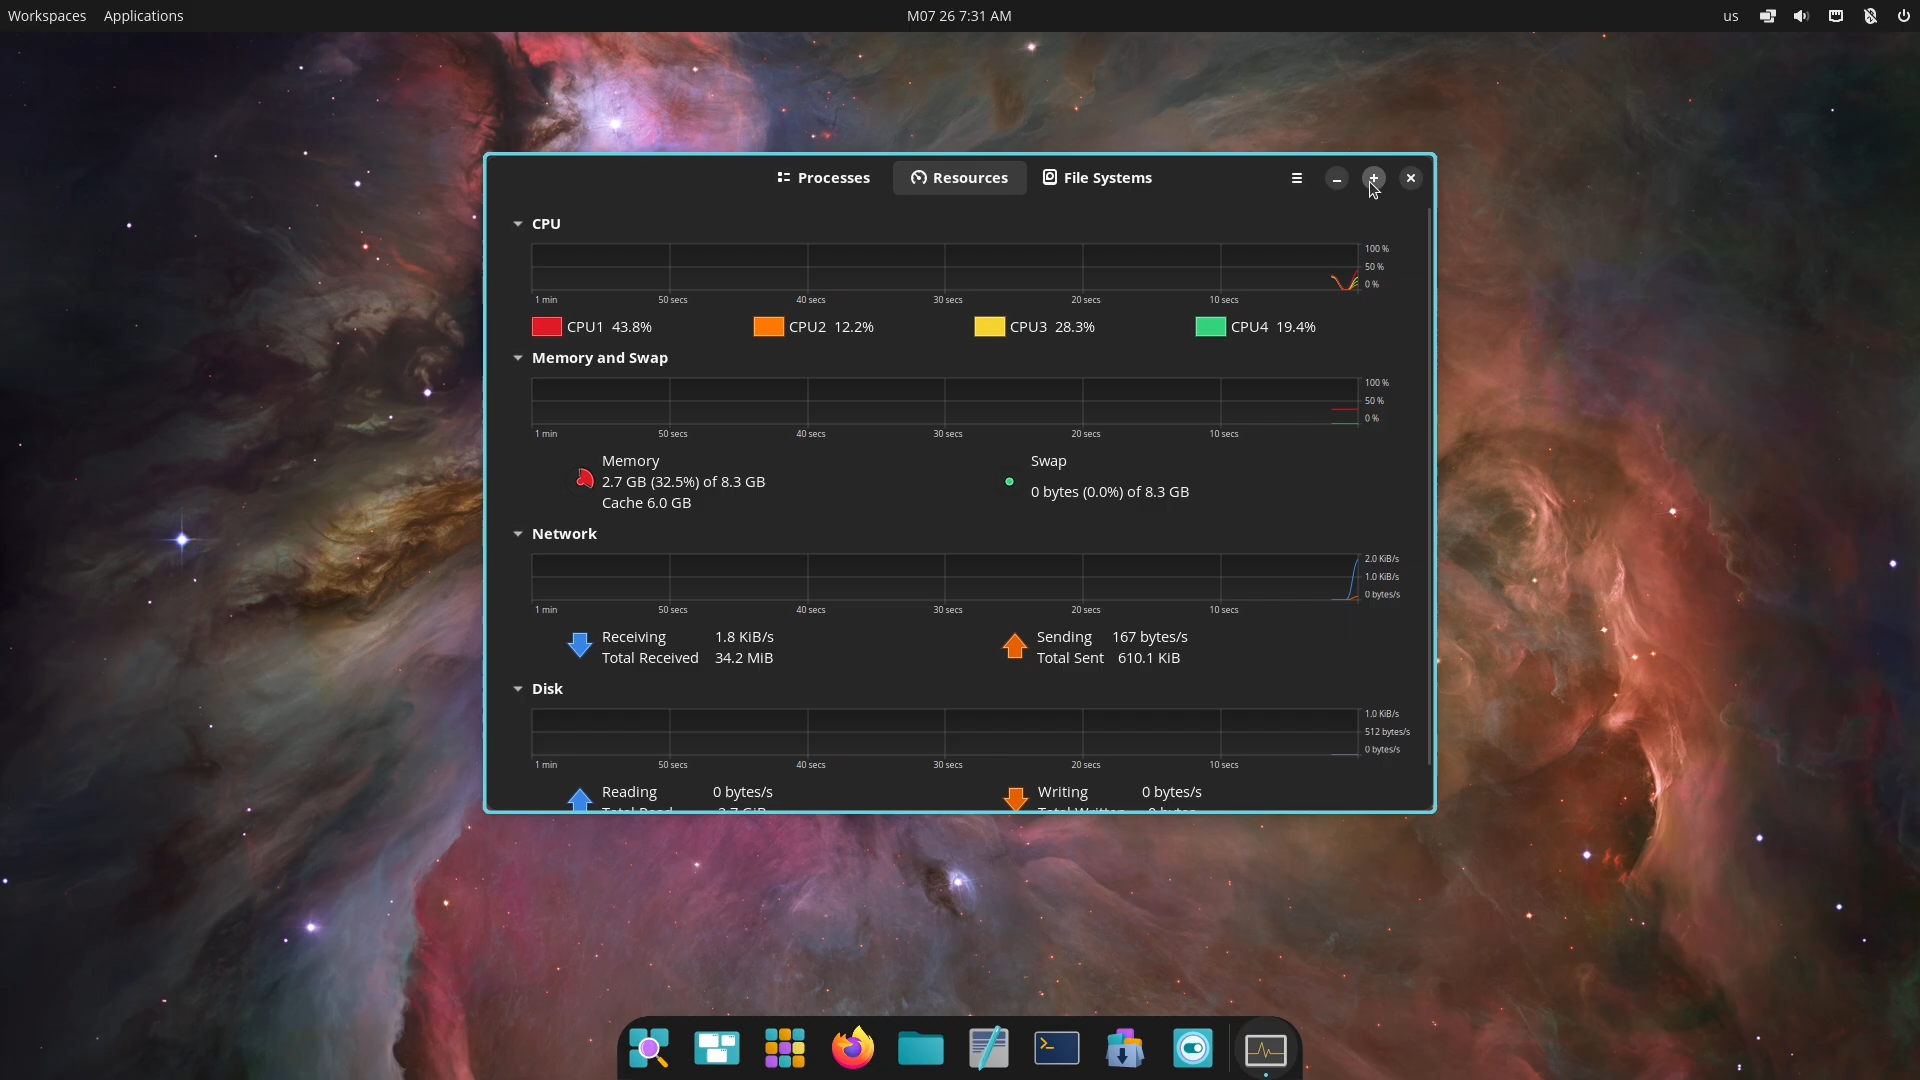 Workspaces Applications M07 26 7:31 AM us
Processes Resources File Systems
CPU
100 %
50 %
0 %
1 min 50 secs 40 secs 30 secs 20 secs 10 secs
CPU1 43.8% CPU2 12.2% CPU3 28.3% CPU4 19.4%
Memory and Swap
100 %
50 %
0 %
1 min 50 secs 40 secs 30 secs 20 secs 10 secs
Memory
2.7 GB (32.5%) of 8.3 GB
Cache 6.0 GB
Swap
0 bytes (0.0%) of 8.3 GB
Network
2.0 KiB/s
1.0 KiB/s
0 bytes/s
1 min 50 secs 40 secs 30 secs 20 secs 10 secs
Receiving 1.8 KiB/s
Total Received 34.2 MiB
Sending 167 bytes/s
Total Sent 610.1 KiB
Disk
1.0 KiB/s
512 bytes/s
0 bytes/s
1 min 50 secs 40 secs 30 secs 20 secs 10 secs
Reading 0 bytes/s
Writing 0 bytes/s